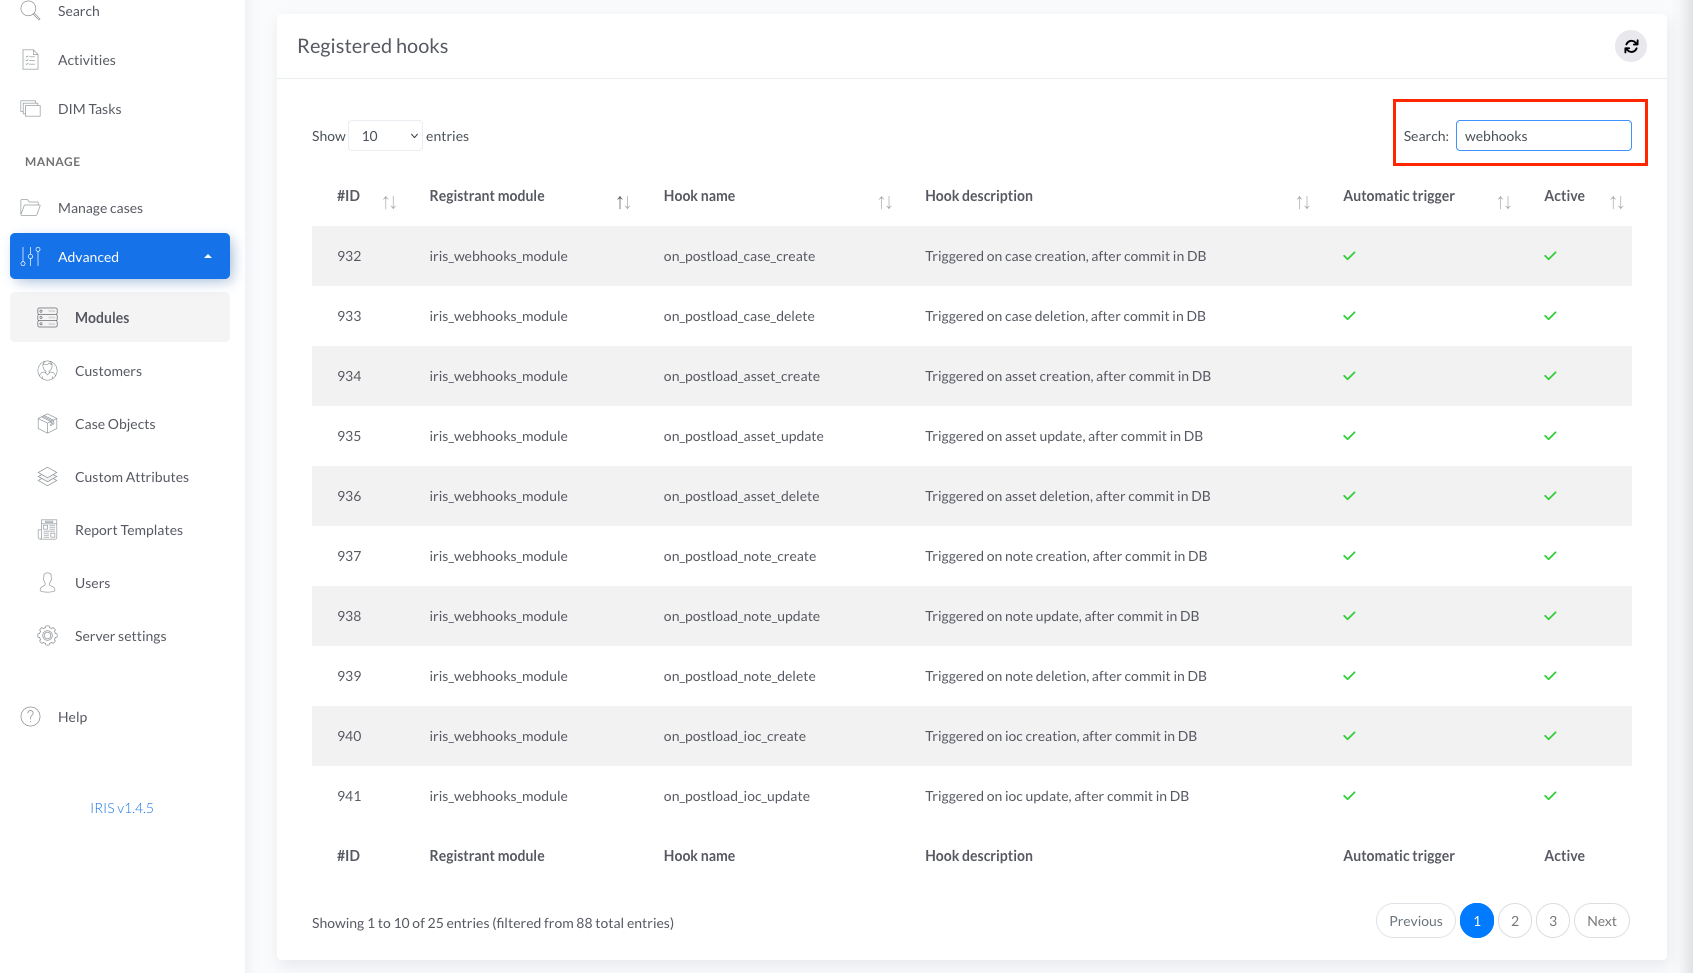 Search
Activities
DIM Tasks
MANAGE
Manage cases
Advanced
Modules
Customers
Case Objects
Custom Attributes
Report Templates
Users
Server settings
Help
IRIS v1.4.5
Registered hooks
Show 10 entries
Search: webhooks
#ID Registrant module Hook name Hook description Automatic trigger Active
932 iris_webhooks_module on_postload_case_create Triggered on case creation, after commit in DB
933 iris_webhooks_module on_postload_case_delete Triggered on case deletion, after commit in DB
934 iris_webhooks_module on_postload_asset_create Triggered on asset creation, after commit in DB
935 iris_webhooks_module on_postload_asset_update Triggered on asset update, after commit in DB
936 iris_webhooks_module on_postload_asset_delete Triggered on asset deletion, after commit in DB
937 iris_webhooks_module on_postload_note_create Triggered on note creation, after commit in DB
938 iris_webhooks_module on_postload_note_update Triggered on note update, after commit in DB
939 iris_webhooks_module on_postload_note_delete Triggered on note deletion, after commit in DB
940 iris_webhooks_module on_postload_ioc_create Triggered on ioc creation, after commit in DB
941 iris_webhooks_module on_postload_ioc_update Triggered on ioc update, after commit in DB
#ID Registrant module Hook name Hook description Automatic trigger Active
Showing 1 to 10 of 25 entries (filtered from 88 total entries)
Previous 1 2 3 Next